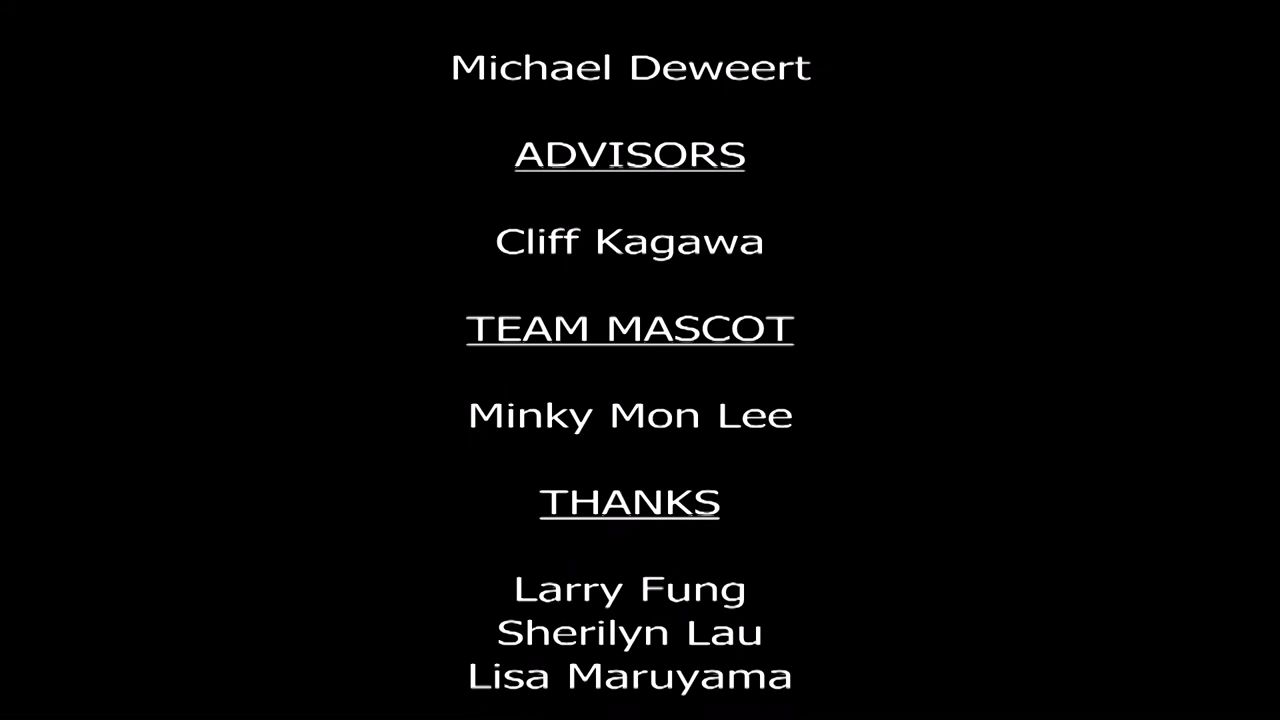 Michael Deweert
ADVISORS
Cliff Kagawa
TEAM MASCOT
Minky Mon Lee
THANKS
Larry Fung
Sherilyn Lau
Lisa Maruyama